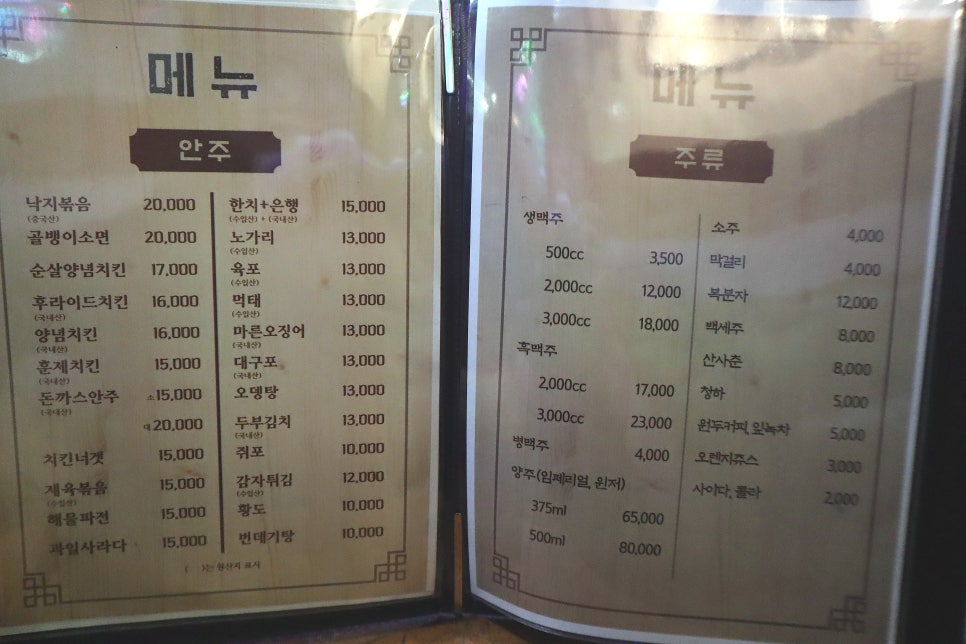 메뉴
안주
낙지볶음 20,000
(중국산)
골뱅이소면 20,000
순살양념치킨 17,000
후라이드치킨 16,000
(국내산)
양념치킨 16,000
(국내산)
훈제치킨 15,000
(국내산)
돈까스안주 소15,000
(국내산)
대20,000
치킨너겟 15,000
제육볶음 15,000
(수입산)
해물파전 15,000
과일사라다 15,000
한치+은행 15,000
(수입산) + (국내산)
노가리 13,000
(수입산)
육포 13,000
(수입산)
먹태 13,000
(수입산)
마른오징어 13,000
(국내산)
대구포 13,000
(국내산)
오뎅탕 13,000
두부김치 13,000
(국내산)
쥐포 10,000
감자튀김 12,000
(수입산)
황도 10,000
번데기탕 10,000
( )는 원산지 표시
메뉴
주류
생맥주
500cc 3,500
2,000cc 12,000
3,000cc 18,000
흑맥주
2,000cc 17,000
3,000cc 23,000
병맥주 4,000
양주(임페리얼, 윈저)
375ml 65,000
500ml 80,000
소주 4,000
막걸리 4,000
복분자 12,000
백세주 8,000
산사춘 8,000
청하 5,000
원두커피, 잎녹차 5,000
오렌지쥬스 3,000
사이다, 콜라 2,000